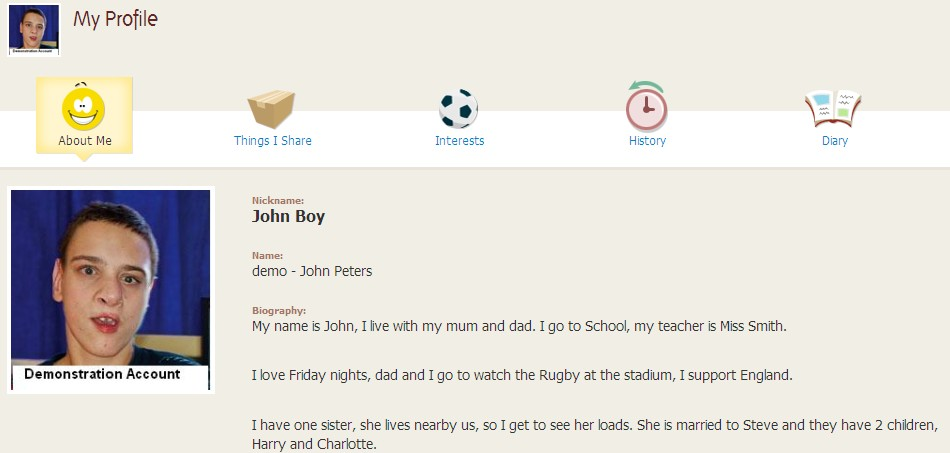 My Profile
Demonstration Account
About Me
Things I Share
Interests
History
Diary
Nickname:
John Boy
Name:
demo - John Peters
Biography:
My name is John, I live with my mum and dad. I go to School, my teacher is Miss Smith.
I love Friday nights, dad and I go to watch the Rugby at the stadium, I support England.
I have one sister, she lives nearby us, so I get to see her loads. She is married to Steve and they have 2 children,
Harry and Charlotte.
Demonstration Account